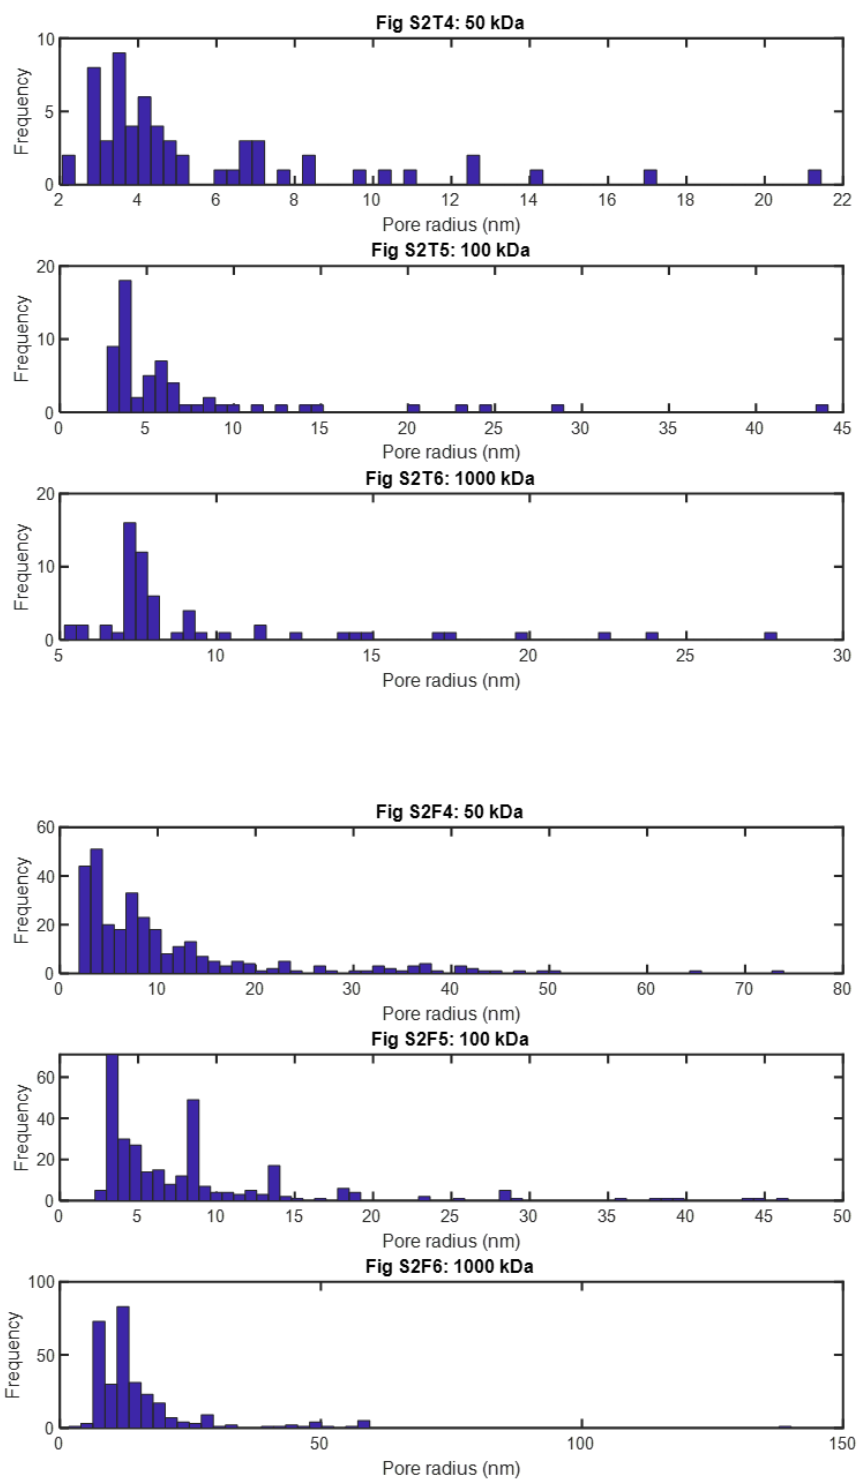 Fig S2T4: 50 kDa
10
5
0
Frequency
2 4 6 8 10 12 14 16 18 20 22
Pore radius (nm)
Fig S2T5: 100 kDa
20
10
0
Frequency
0 5 10 15 20 25 30 35 40 45
Pore radius (nm)
Fig S2T6: 1000 kDa
20
10
0
Frequency
5 10 15 20 25 30
Pore radius (nm)
Fig S2F4: 50 kDa
60
40
20
0
Frequency
0 10 20 30 40 50 60 70 80
Pore radius (nm)
Fig S2F5: 100 kDa
60
40
20
0
Frequency
0 5 10 15 20 25 30 35 40 45 50
Pore radius (nm)
Fig S2F6: 1000 kDa
100
50
0
Frequency
0 50 100 150
Pore radius (nm)